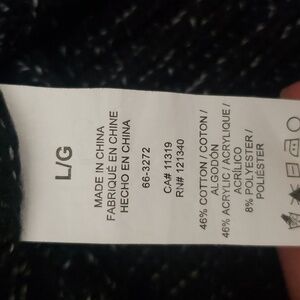 L/G
MADE IN CHINA
FABRIQUÉ EN CHINE
HECHO EN CHINA
66-3272
CA# 11319
RN# 121340
46% COTTON / COTON /
ALGODÓN
46% ACRYLIC / ACRYLIQUE /
ACRÍLICO
8% POLYESTER /
POLIÉSTER